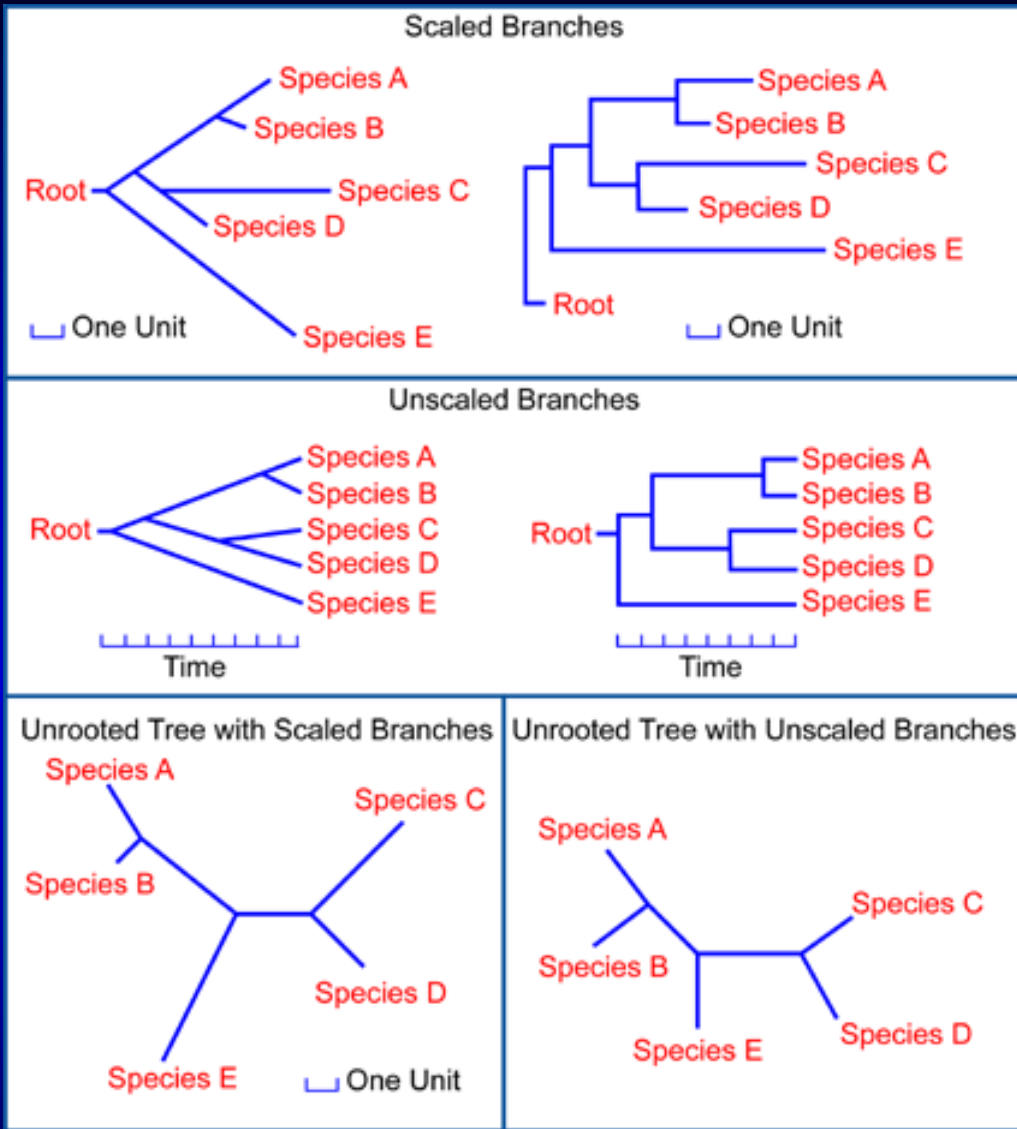 Scaled Branches
Species A
Species B
Root
Species C
Species D
Species E
One Unit
Species A
Species B
Species C
Species D
Species E
Root
One Unit
Unscaled Branches
Species A
Species B
Root
Species C
Species D
Species E
Time
Species A
Species B
Root
Species C
Species D
Species E
Time
Unrooted Tree with Scaled Branches
Species A
Species C
Species B
Species D
Species E
One Unit
Unrooted Tree with Unscaled Branches
Species A
Species C
Species B
Species D
Species E